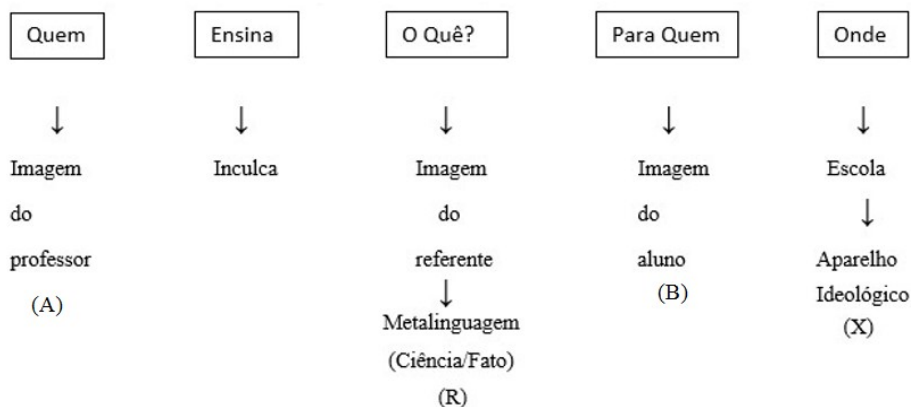 Quem
Ensina
O Quê?
Para Quem
Onde
Imagem
do
professor
(A)
Inculca
Imagem
do
referente
Metalinguagem
(Ciência/Fato)
(R)
Imagem
do
aluno
(B)
Escola
Aparelho
Ideológico
(X)